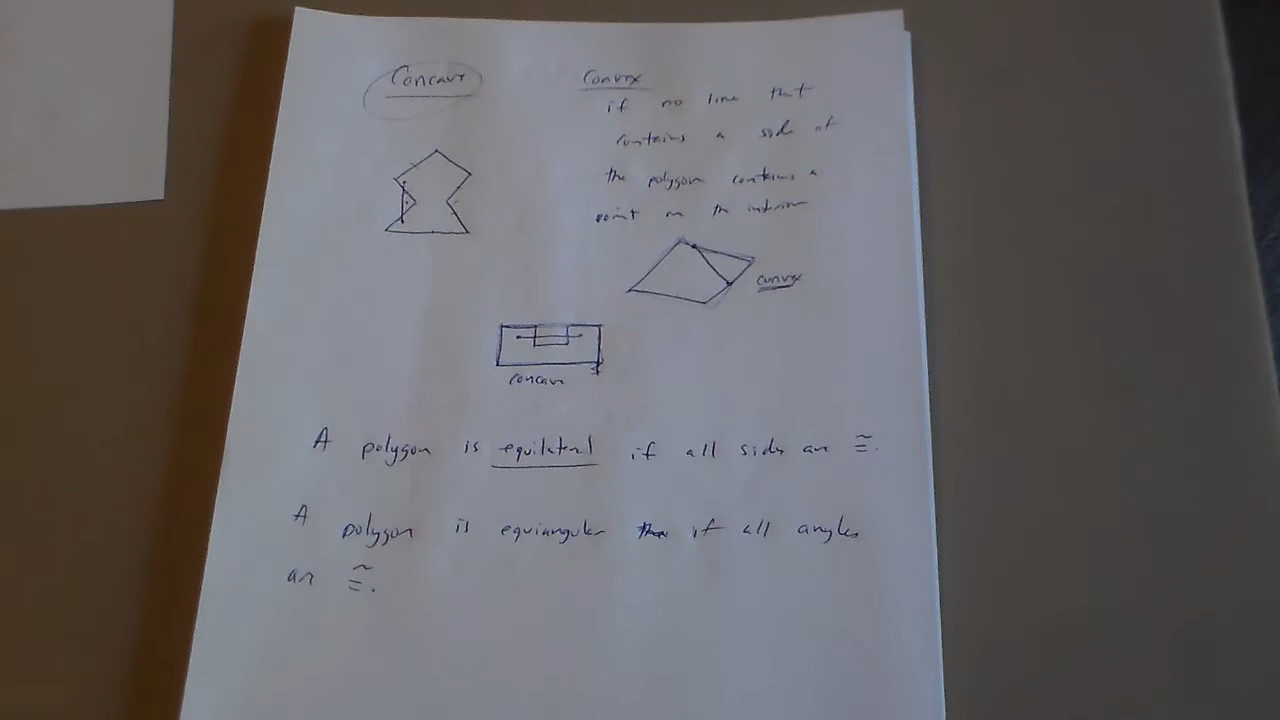 Concave
Convex
if no line that
contains a side of
the polygon contains a
point in the interior
convex
concave
A polygon is equilateral if all sides are ≅.
A polygon is equiangular if all angles
are ≅.